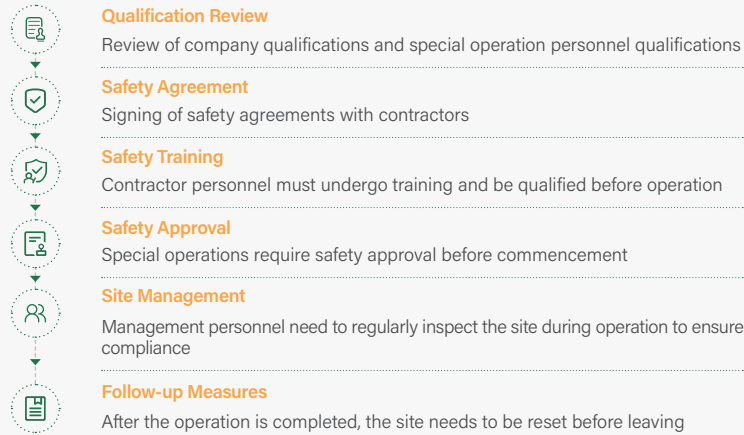 Qualification Review
Review of company qualifications and special operation personnel qualifications
Safety Agreement
Signing of safety agreements with contractors
Safety Training
Contractor personnel must undergo training and be qualified before operation
Safety Approval
Special operations require safety approval before commencement
Site Management
Management personnel need to regularly inspect the site during operation to ensure
compliance
Follow-up Measures
After the operation is completed, the site needs to be reset before leaving